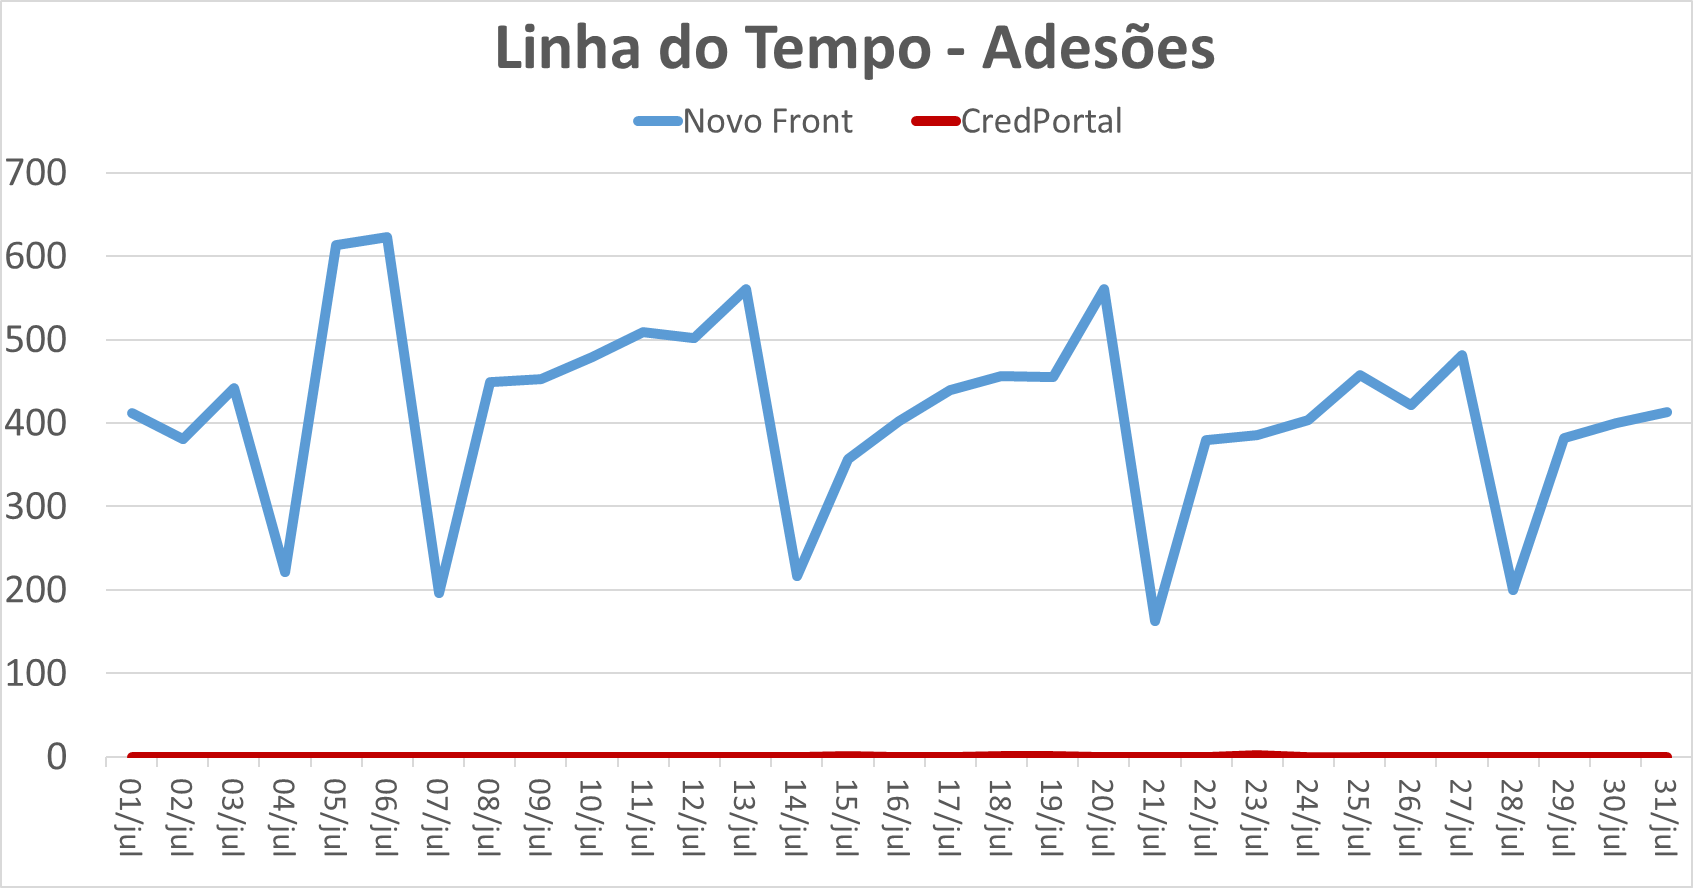 Linha do Tempo - Adesões
Novo Front CredPortal
700
600
500
400
300
200
100
0
01/jul 02/jul 03/jul 04/jul 05/jul 06/jul 07/jul 08/jul 09/jul 10/jul 11/jul 12/jul 13/jul 14/jul 15/jul 16/jul 17/jul 18/jul 19/jul 20/jul 21/jul 22/jul 23/jul 24/jul 25/jul 26/jul 27/jul 28/jul 29/jul 30/jul 31/jul